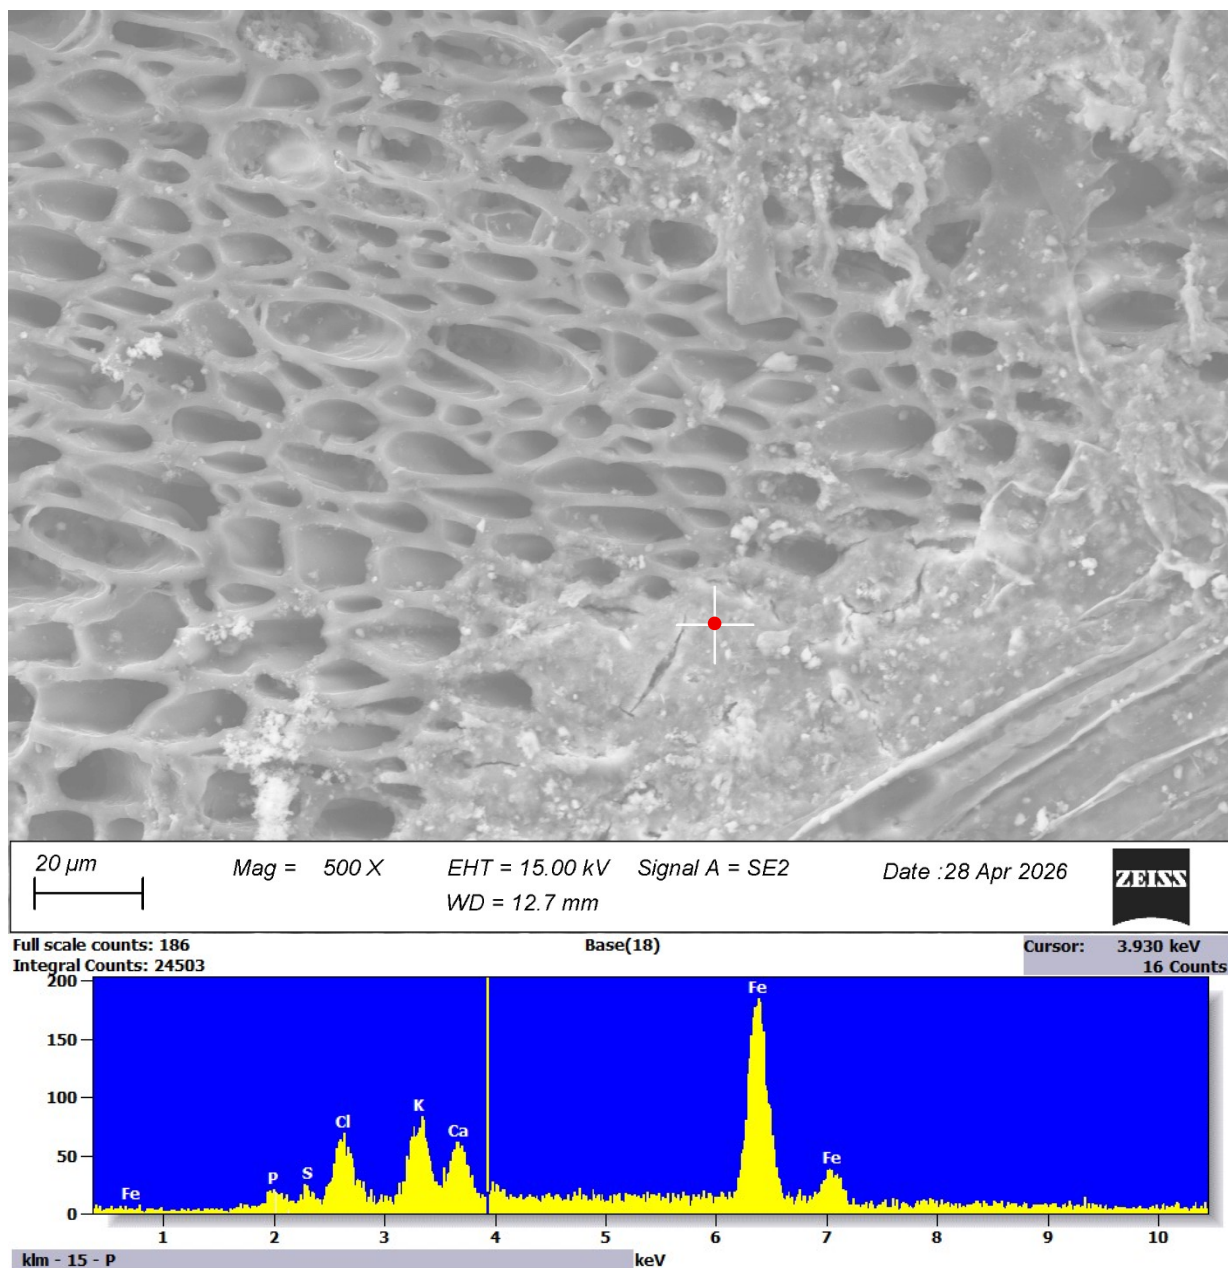 20 µm
Mag = 500 X
EHT = 15.00 kV
Signal A = SE2
Date :28 Apr 2026
ZEISS
WD = 12.7 mm
Full scale counts: 186
Base(18)
Cursor: 3.930 keV
Integral Counts: 24503
16 Counts
200
150
100
50
0
Fe
P
S
Cl
K
Ca
Fe
Fe
1 2 3 4 5 6 7 8 9 10
klm - 15 - P
keV